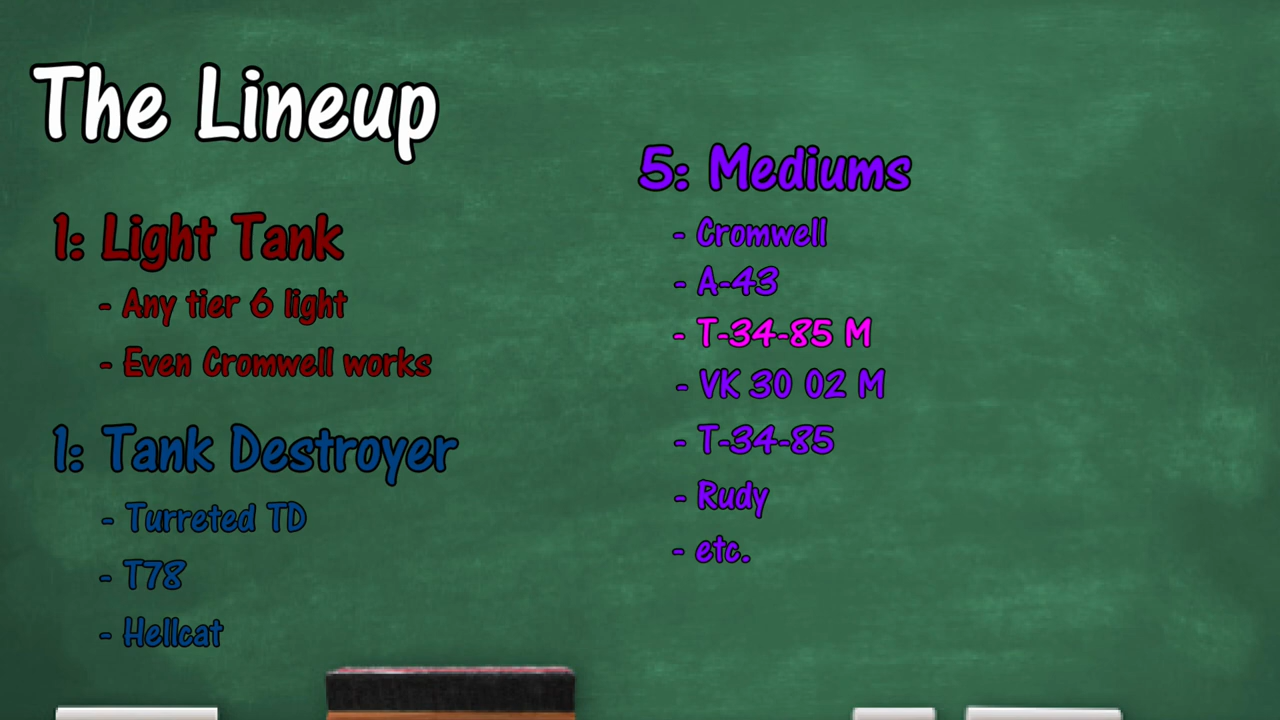 The Lineup
1: Light Tank
- Any tier 6 light
- Even Cromwell works
1: Tank Destroyer
- Turreted TD
- T78
- Hellcat
5: Mediums
- Cromwell
- A-43
- T-34-85 M
- VK 30 02 M
- T-34-85
- Rudy
- etc.